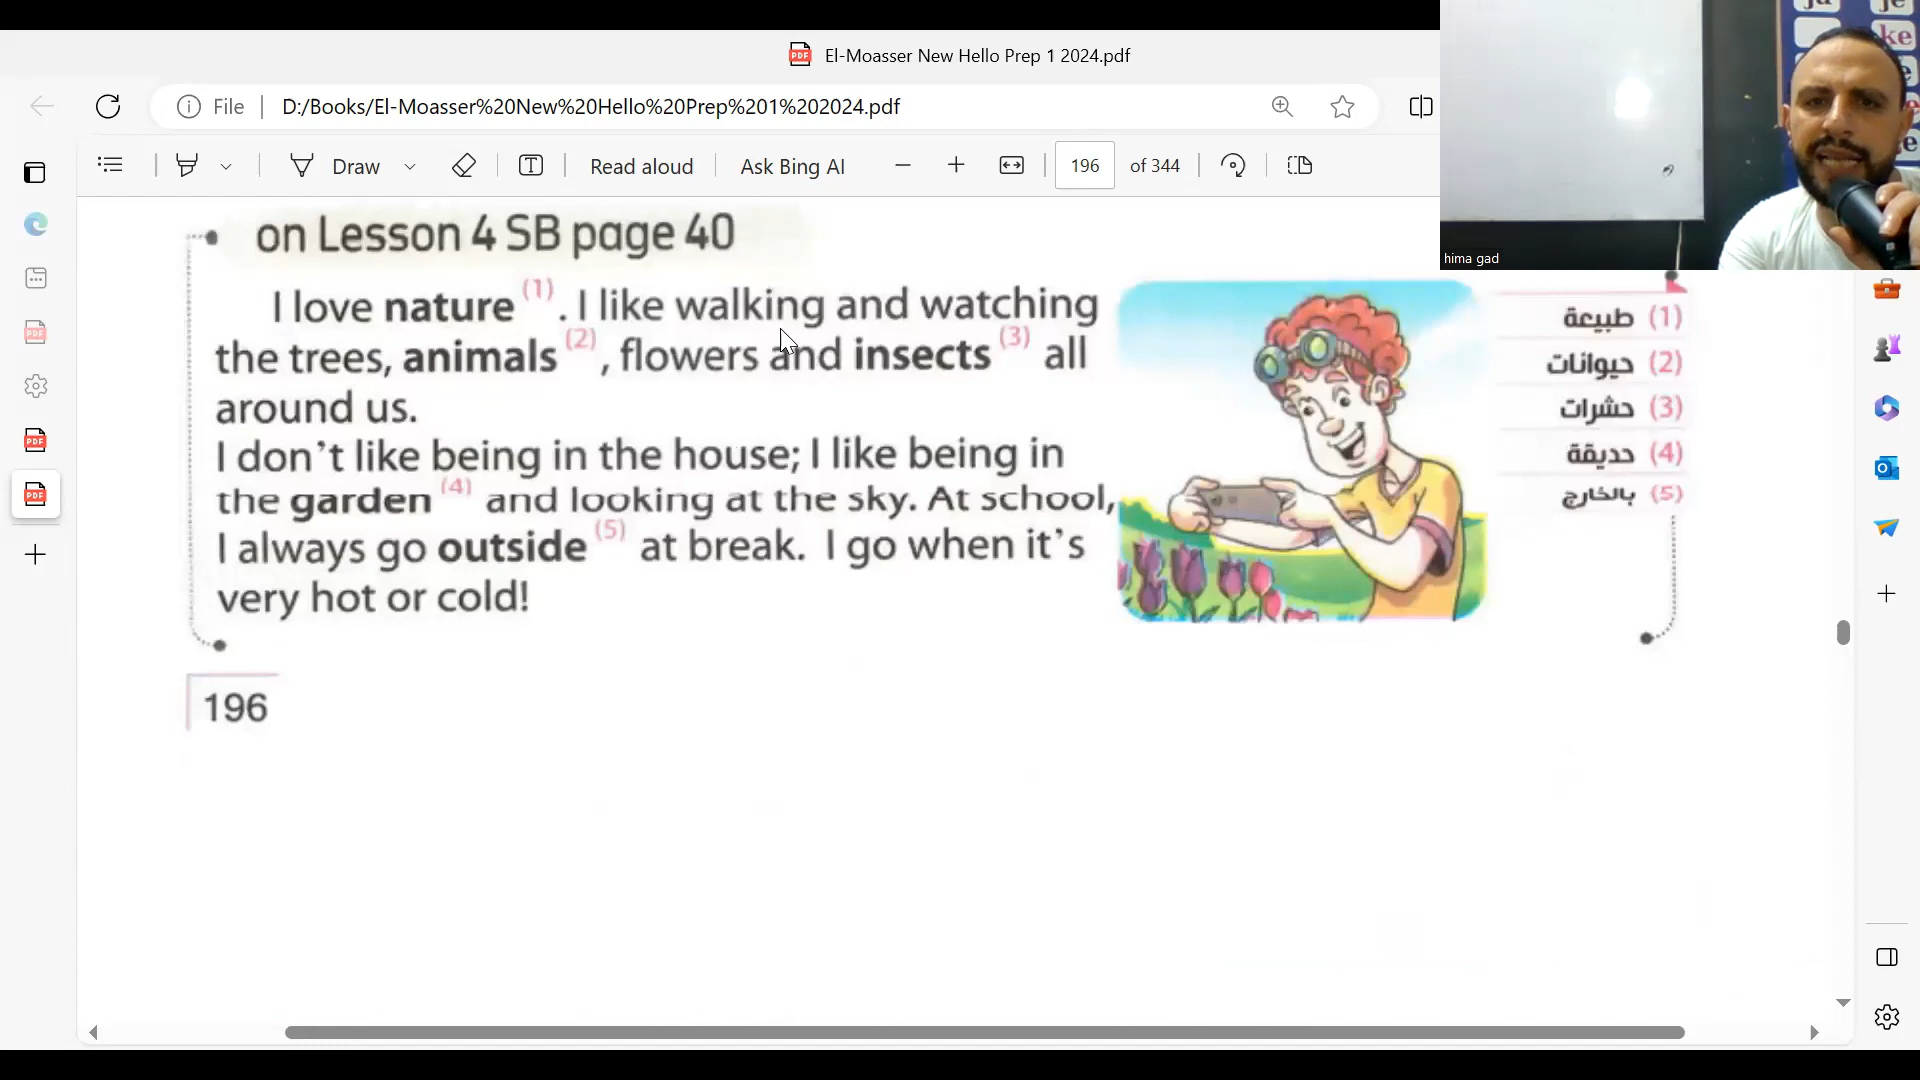 El-Moasser New Hello Prep 1 2024.pdf
File
D:/Books/El-Moasser%20New%20Hello%20Prep%201%202024.pdf
Draw
Read aloud
Ask Bing AI
196
of 344
ke
hima gad
on Lesson 4 SB page 40
I love nature (1) . I like walking and watching
the trees, animals (2) , flowers and insects (3) all
around us.
I don't like being in the house; I like being in
the garden (4) and looking at the sky. At school,
I always go outside (5) at break. I go when it's
very hot or cold!
(1) طبيعة
(2) حيوانات
(3) حشرات
(4) حديقة
(5) بالخارج
196